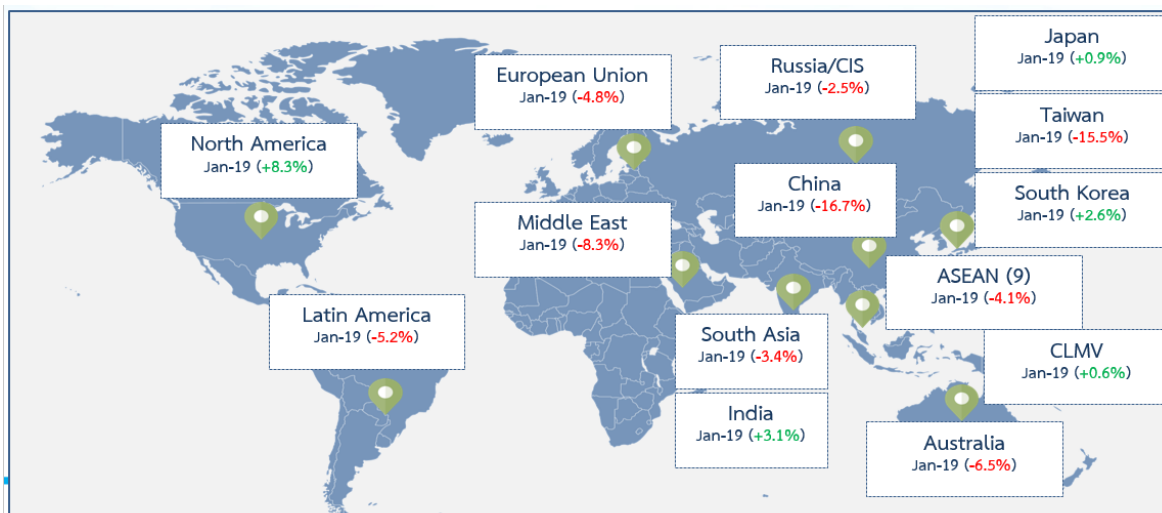 Japan
Jan-19 (+0.9%)
European Union
Jan-19 (-4.8%)
Russia/CIS
Jan-19 (-2.5%)
Taiwan
Jan-19 (-15.5%)
North America
Jan-19 (+8.3%)
China
Jan-19 (-16.7%)
South Korea
Jan-19 (+2.6%)
Middle East
Jan-19 (-8.3%)
ASEAN (9)
Jan-19 (-4.1%)
Latin America
Jan-19 (-5.2%)
South Asia
Jan-19 (-3.4%)
CLMV
Jan-19 (+0.6%)
India
Jan-19 (+3.1%)
Australia
Jan-19 (-6.5%)